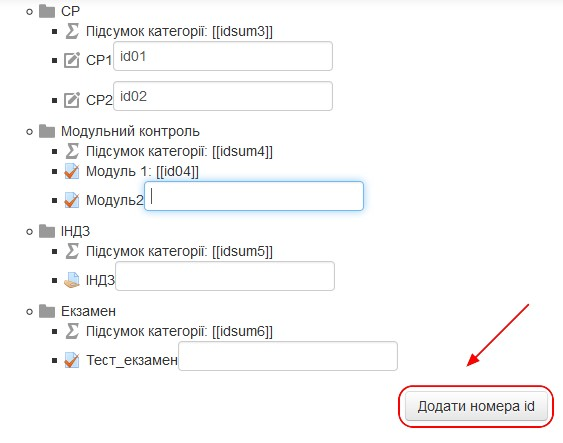 СР
Підсумок категорії: [[idsum3]]
СР1 id01
СР2 id02
Модульний контроль
Підсумок категорії: [[idsum4]]
Модуль 1: [[id04]]
Модуль2
ІНДЗ
Підсумок категорії: [[idsum5]]
ІНДЗ
Екзамен
Підсумок категорії: [[idsum6]]
Тест_екзамен
Додати номера id